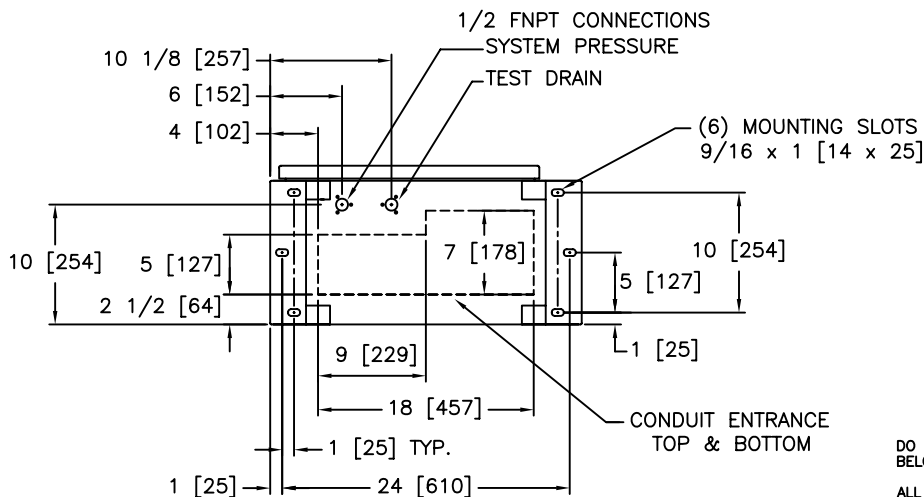 1/2 FNPT CONNECTIONS
SYSTEM PRESSURE
10 1/8 [257]
TEST DRAIN
6 [152]
4 [102]
(6) MOUNTING SLOTS
9/16 x 1 [14 x 25]
10 [254]
5 [127]
7 [178]
10 [254]
5 [127]
2 1/2 [64]
1 [25]
9 [229]
18 [457]
CONDUIT ENTRANCE
TOP & BOTTOM
1 [25] TYP.
1 [25]
24 [610]
DO
ALL